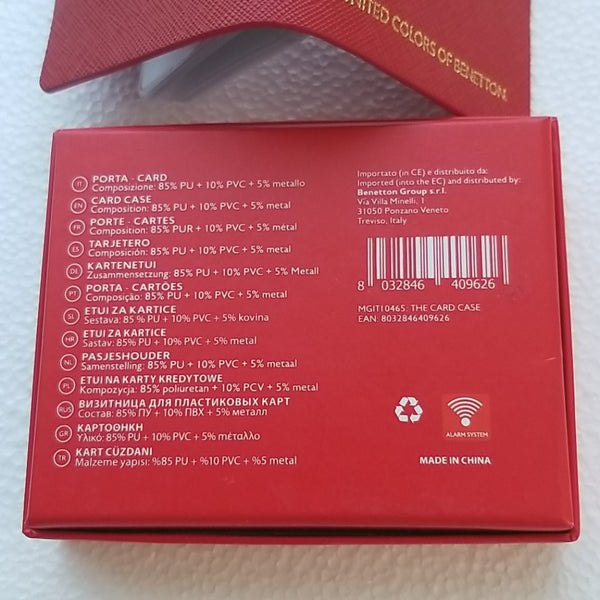 UNITED COLORS OF BENETTON.
IT PORTA - CARD
Composizione: 85% PU + 10% PVC + 5% metallo
EN CARD CASE
Composition: 85% PU + 10% PVC + 5% metal
FR PORTE - CARTES
Composition: 85% PUR + 10% PVC + 5% metal
ES TARJETERO
Composición: 85% PU + 10% PVC + 5% metal
DE KARTENETUI
Zusammensetzung: 85% PU + 10% PVC + 5% Metall
PT PORTA - CARTÕES
Composição: 85% PU + 10% PVC + 5% metal
SL ETUI ZA KARTICE
Sestava: 85 % PU + 10% PVC + 5% kovina
HR ETUI ZA KARTICE
Sastav: 85% PU + 10% PVC + 5% metal
NL PASJESHOUDER
Samenstelling: 85% PU + 10% PVC + 5% metaal
PL ETUI NA KARTY KREDYTOWE
Kompozycja: 85% poliuretan + 10% PCV + 5% metal
RUS ВИЗИТНИЦА ДЛЯ ПЛАСТИКОВЫХ КАРТ
Состав: 85% ПУ + 10% ПВХ + 5% металл
GR ΚΑΡΤΟΘΗΚΗ
Υλικό: 85% PU + 10% PVC + 5% μέταλλο
TR KART CÜZDANI
Malzeme yapısı: %85 PU + %10 PVC + %5 metal
Importato (in CE) e distribuito da:
Imported (into the EC) and distributed by:
Benetton Group s.r.l.
Via Villa Minelli, 1
31050 Ponzano Veneto
Treviso, Italy
8 032846 409626
MGIT10465: THE CARD CASE
EAN: 8032846409626
ALARM SYSTEM
MADE IN CHINA